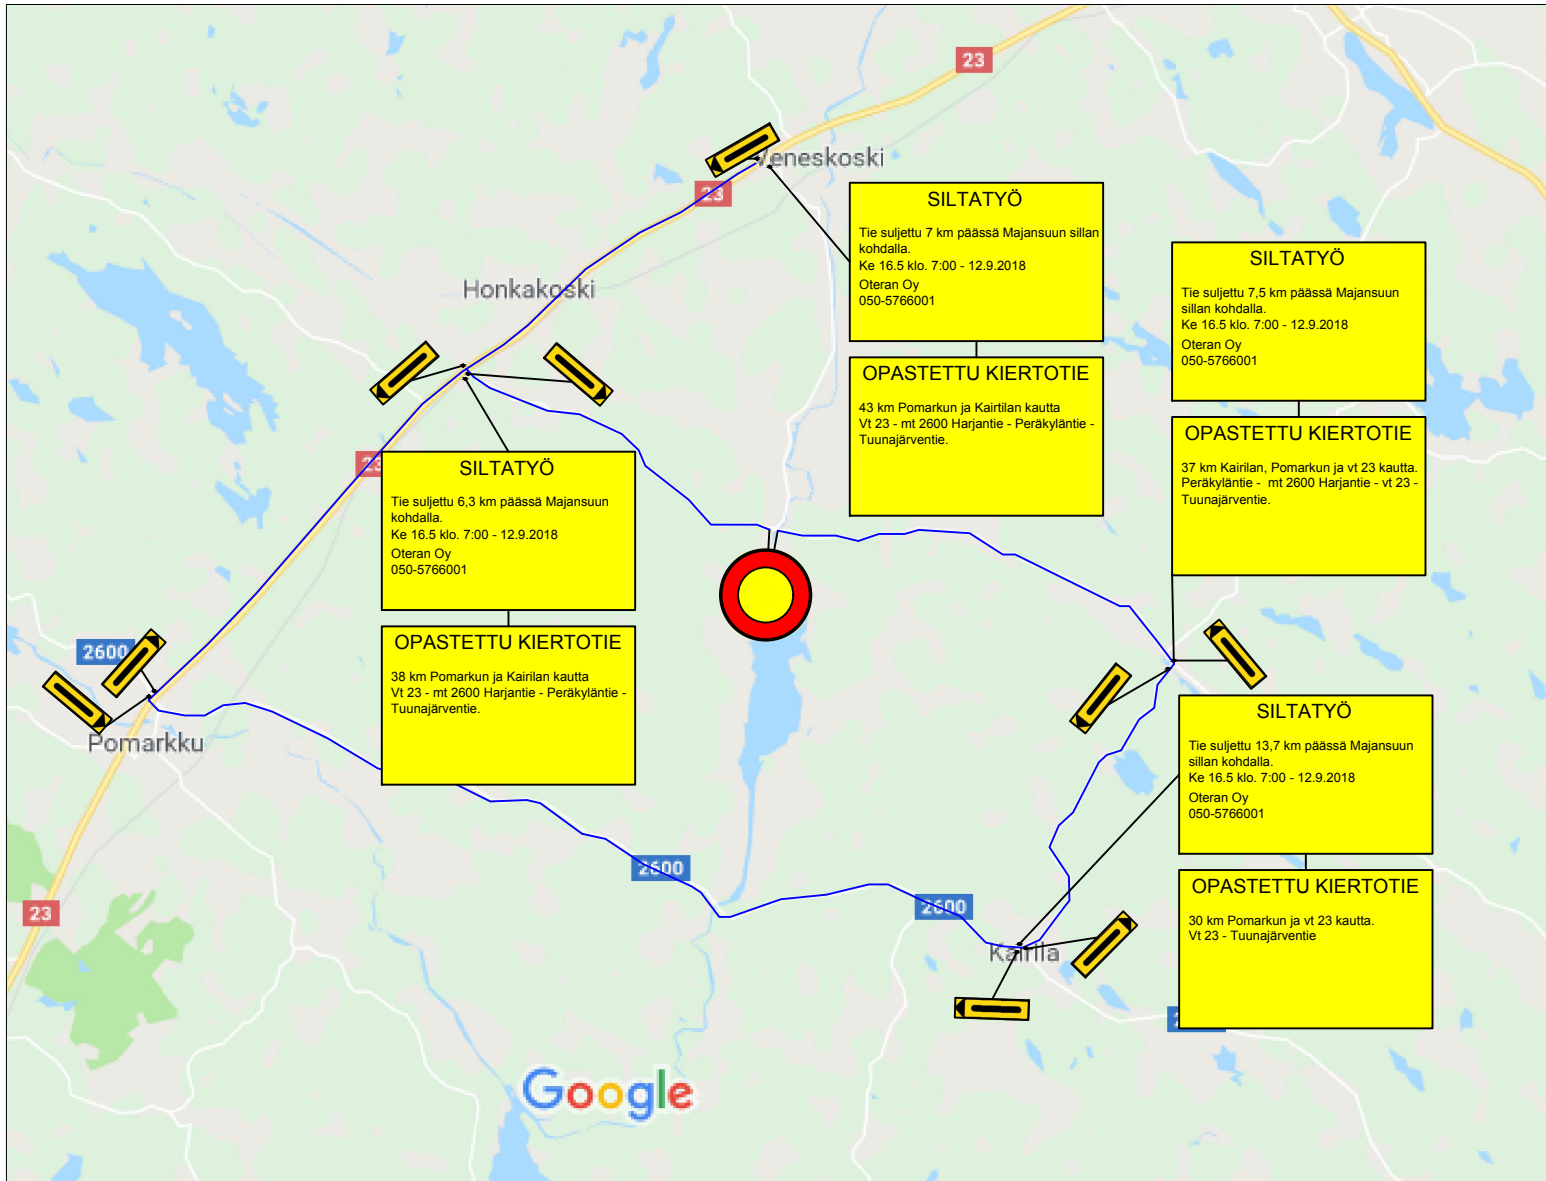 23
Veneskoski
23
SILTATYÖ
Tie suljettu 7 km päässä Majansuun sillan
kohdalla.
Ke 16.5 klo. 7:00 - 12.9.2018
Oteran Oy
050-5766001
OPASTETTU KIERTOTIE
43 km Pomarkun ja Kairtilan kautta
Vt 23 - mt 2600 Harjantie - Peräkyläntie -
Tuunajärventie.
SILTATYÖ
Tie suljettu 7,5 km päässä Majansuun
sillan kohdalla.
Ke 16.5 klo. 7:00 - 12.9.2018
Oteran Oy
050-5766001
OPASTETTU KIERTOTIE
37 km Kairilan, Pomarkun ja vt 23 kautta.
Peräkyläntie - mt 2600 Harjantie - vt 23 -
Tuunajärventie.
Honkakoski
23
SILTATYÖ
Tie suljettu 6,3 km päässä Majansuun
kohdalla.
Ke 16.5 klo. 7:00 - 12.9.2018
Oteran Oy
050-5766001
OPASTETTU KIERTOTIE
38 km Pomarkun ja Kairilan kautta
Vt 23 - mt 2600 Harjantie - Peräkyläntie -
Tuunajärventie.
2600
Pomarkku
SILTATYÖ
Tie suljettu 13,7 km päässä Majansuun
sillan kohdalla.
Ke 16.5 klo. 7:00 - 12.9.2018
Oteran Oy
050-5766001
OPASTETTU KIERTOTIE
30 km Pomarkun ja vt 23 kautta.
Vt 23 - Tuunajärventie
2600
2600
23
Kairila
Google